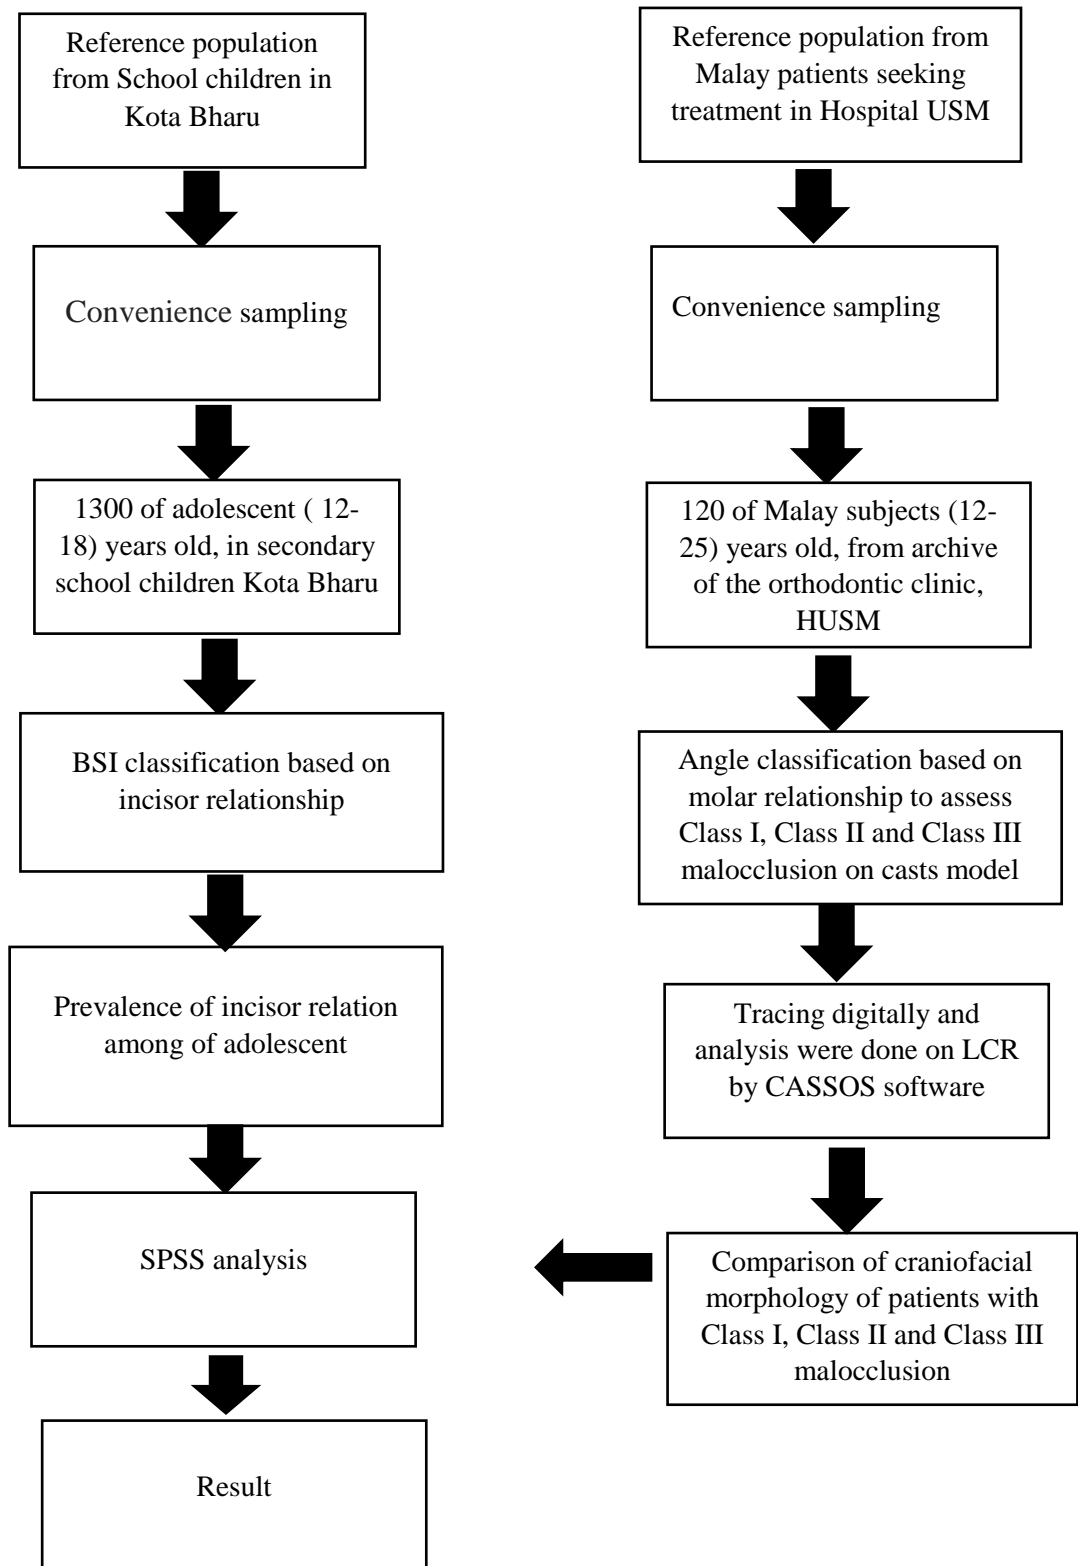 Reference population
from School children in
Kota Bharu
Convenience sampling
1300 of adolescent ( 12-
18) years old, in secondary
school children Kota Bharu
BSI classification based on
incisor relationship
Prevalence of incisor relation
among of adolescent
SPSS analysis
Result
Reference population from
Malay patients seeking
treatment in Hospital USM
Convenience sampling
120 of Malay subjects (12-
25) years old, from archive
of the orthodontic clinic,
HUSM
Angle classification based on
molar relationship to assess
Class I, Class II and Class III
malocclusion on casts model
Tracing digitally and
analysis were done on LCR
by CASSOS software
Comparison of craniofacial
morphology of patients with
Class I, Class II and Class III
malocclusion